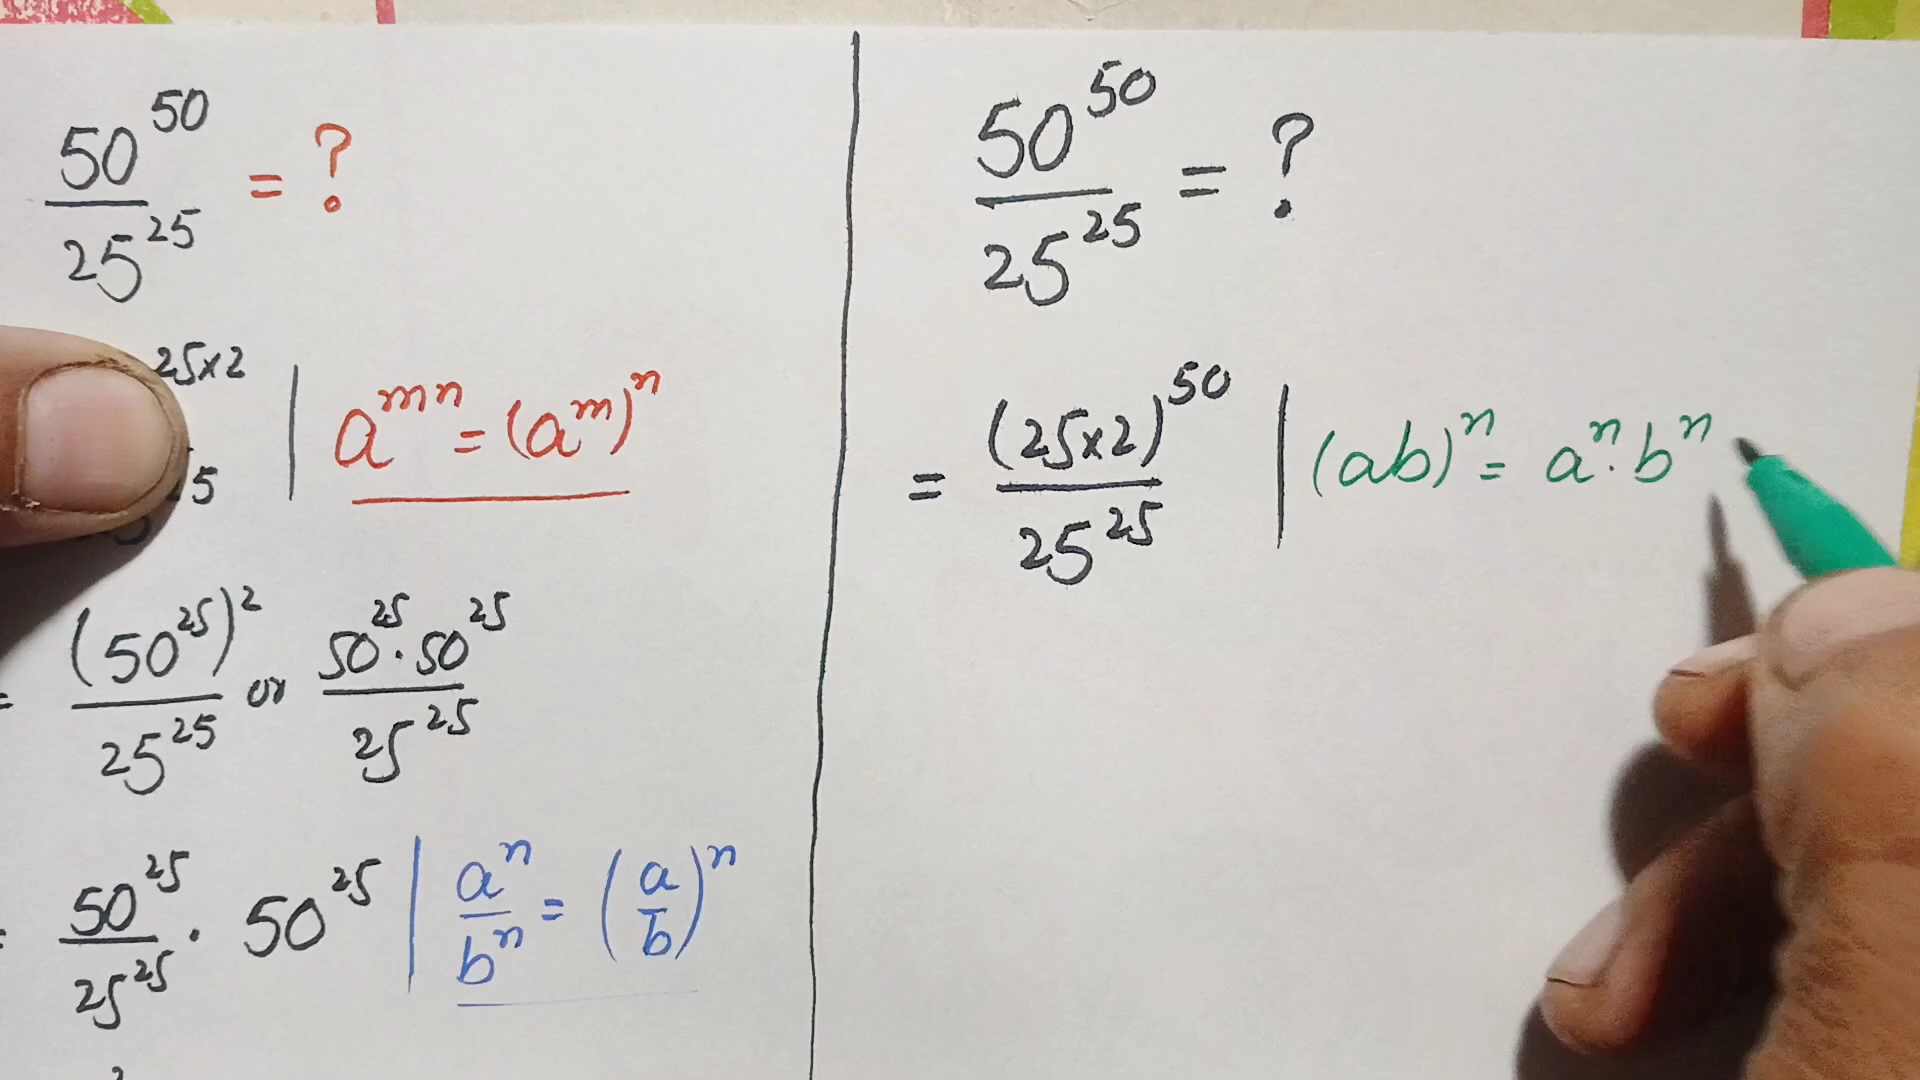 50^50 / 25^25 = ?
25×2 | a^mn = (a^m)^n
5
= (50^25)^2 / 25^25 or 50^25 · 50^25 / 25^25
= 50^25 / 25^25 · 50^25 | a^n / b^n = (a/b)^n
50^50 / 25^25 = ?
= (25×2)^50 / 25^25 | (ab)^n = a^n · b^n